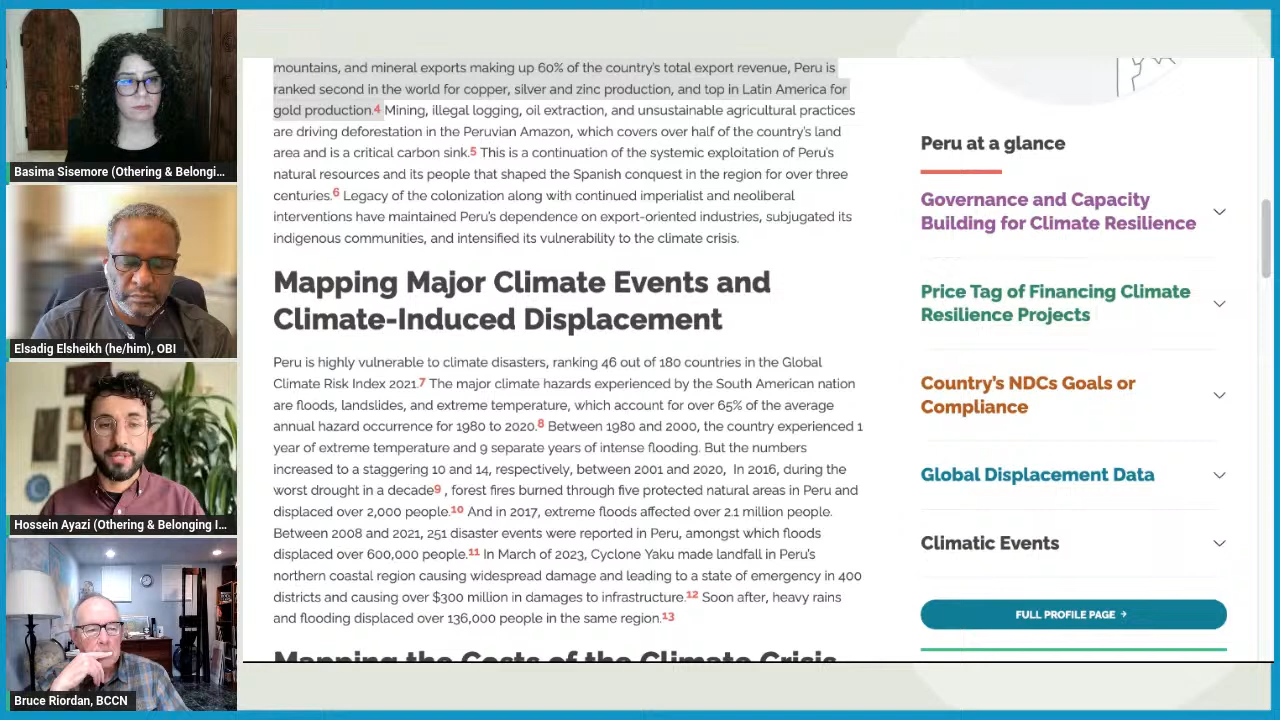 Basima Sisemore (Othering & Belongi...
Elsadig Elsheikh (he/him), OBI
Hossein Ayazi (Othering & Belonging I...
Bruce Riordan, BCCN
mountains, and mineral exports making up 60% of the country's total export revenue, Peru is
ranked second in the world for copper, silver and zinc production, and top in Latin America for
gold production.4 Mining, illegal logging, oil extraction, and unsustainable agricultural practices
are driving deforestation in the Peruvian Amazon, which covers over half of the country's land
area and is a critical carbon sink.5 This is a continuation of the systemic exploitation of Peru's
natural resources and its people that shaped the Spanish conquest in the region for over three
centuries.6 Legacy of the colonization along with continued imperialist and neoliberal
interventions have maintained Peru's dependence on export-oriented industries, subjugated its
indigenous communities, and intensified its vulnerability to the climate crisis.
Mapping Major Climate Events and
Climate-Induced Displacement
Peru is highly vulnerable to climate disasters, ranking 46 out of 180 countries in the Global
Climate Risk Index 2021.7 The major climate hazards experienced by the South American nation
are floods, landslides, and extreme temperature, which account for over 65% of the average
annual hazard occurrence for 1980 to 2020.8 Between 1980 and 2000, the country experienced 1
year of extreme temperature and 9 separate years of intense flooding. But the numbers
increased to a staggering 10 and 14, respectively, between 2001 and 2020, In 2016, during the
worst drought in a decade9 , forest fires burned through five protected natural areas in Peru and
displaced over 2,000 people.10 And in 2017, extreme floods affected over 2.1 million people.
Between 2008 and 2021, 251 disaster events were reported in Peru, amongst which floods
displaced over 600,000 people.11 In March of 2023, Cyclone Yaku made landfall in Peru's
northern coastal region causing widespread damage and leading to a state of emergency in 400
districts and causing over $300 million in damages to infrastructure.12 Soon after, heavy rains
and flooding displaced over 136,000 people in the same region.13
Mapping the Costs of the Climate Crisis
Peru at a glance
Governance and Capacity
Building for Climate Resilience
Price Tag of Financing Climate
Resilience Projects
Country's NDCs Goals or
Compliance
Global Displacement Data
Climatic Events
FULL PROFILE PAGE →